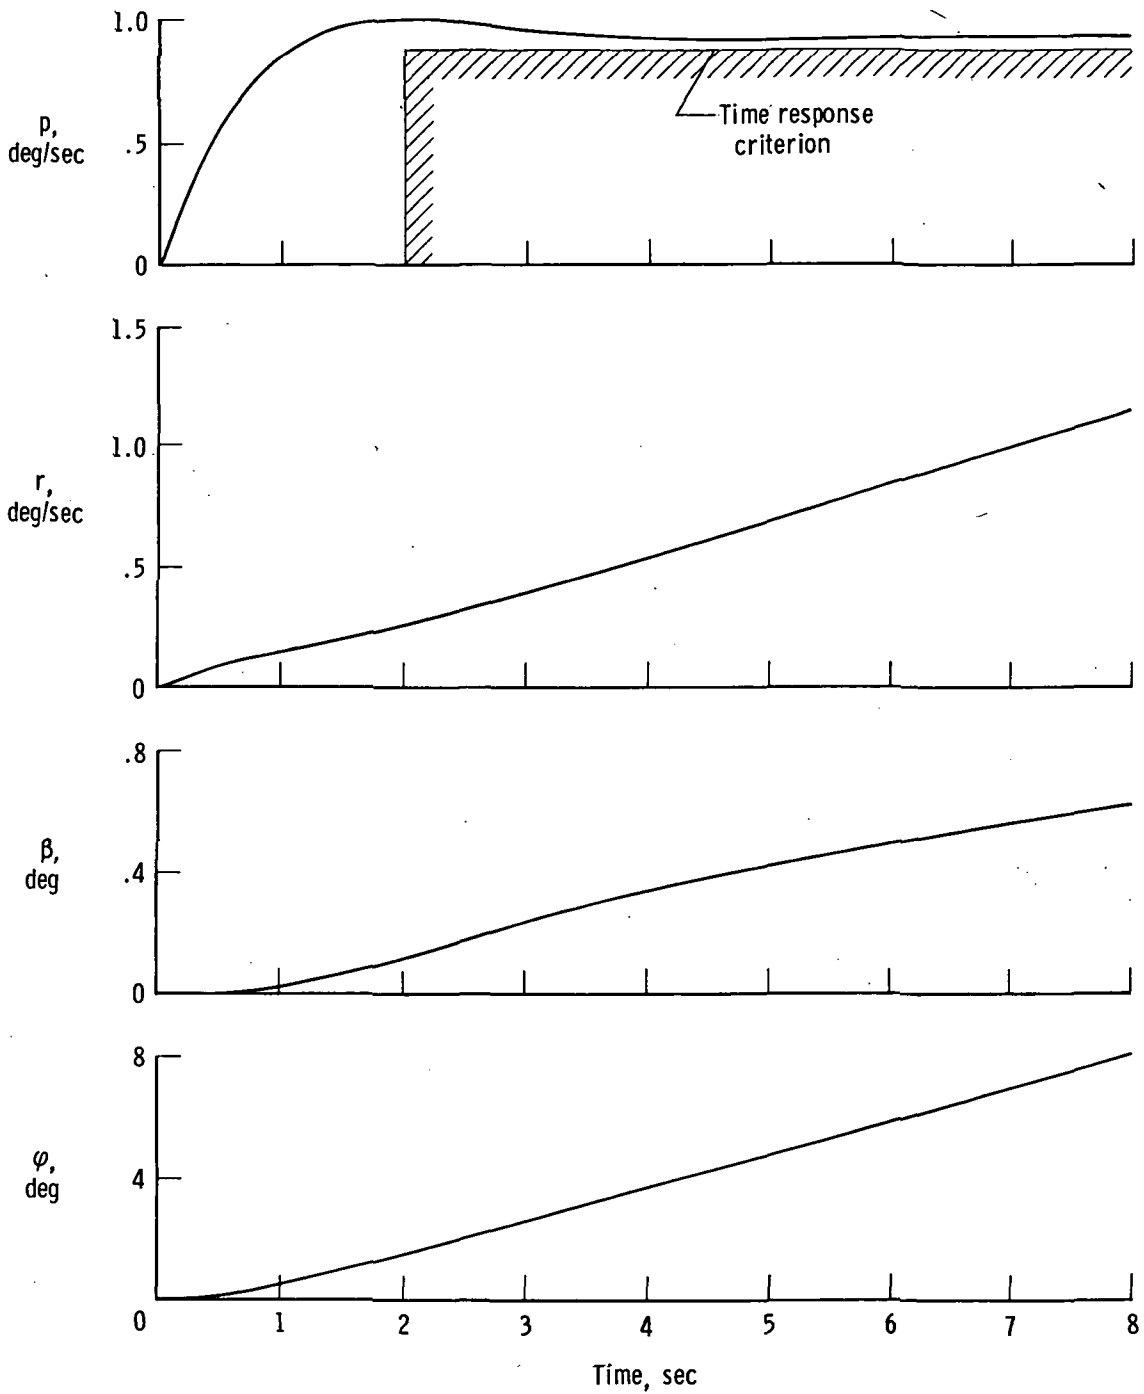 1.0
p,
deg/sec
.5
0
Time response
criterion
1.5
1.0
r,
deg/sec
.5
0
.8
β,
deg
.4
0
8
φ,
deg
4
0 1 2 3 4 5 6 7 8
Time, sec